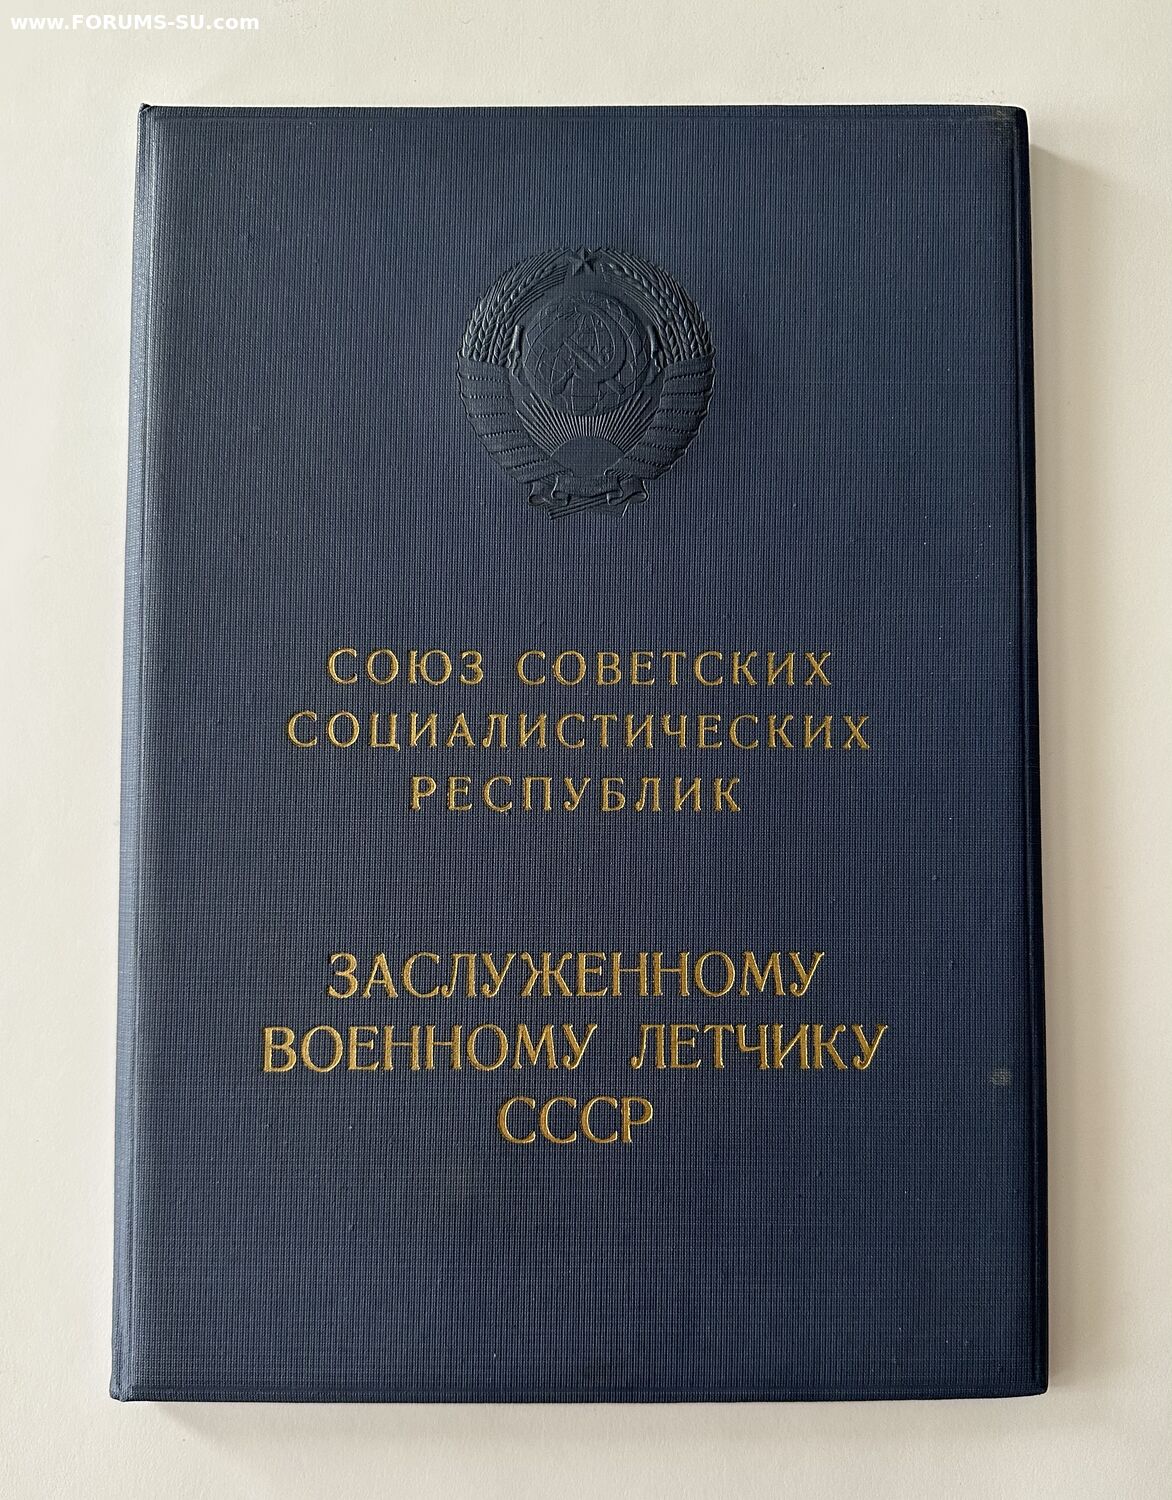 www.FORUMS-SU.com
СОЮЗ СОВЕТСКИХ
СОЦИАЛИСТИЧЕСКИХ
РЕСПУБЛИК
ЗАСЛУЖЕННОМУ
ВОЕННОМУ ЛЕТЧИКУ
СССР